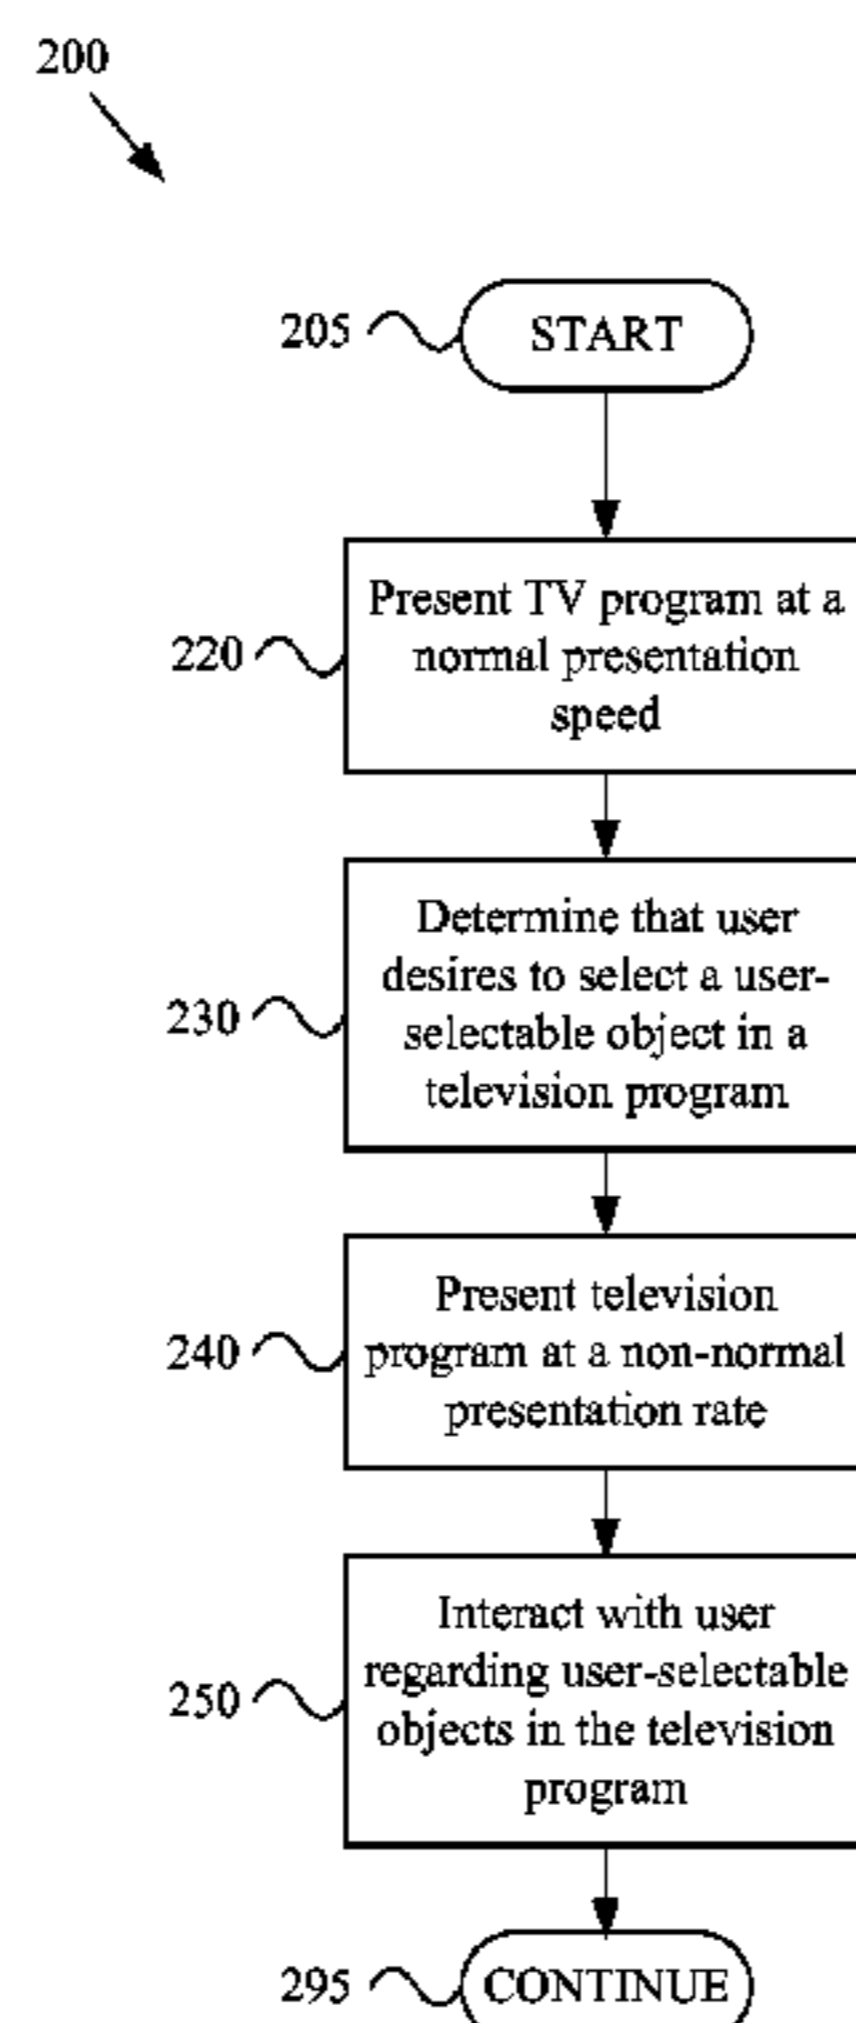 200
205
START
220
Present TV program at a
normal presentation
speed
230
Determine that user
desires to select a user-
selectable object in a
television program
240
Present television
program at a non-normal
presentation rate
250
Interact with user
regarding user-selectable
objects in the television
program
295
CONTINUE